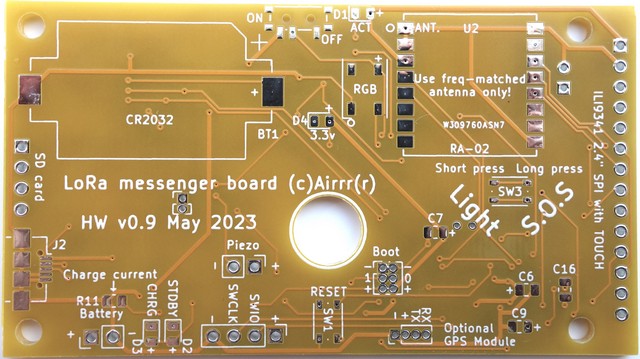 ON
OFF
D1
ACT
ANT.
U2
RGB
Use freq-matched
antenna only!
W309760ASN7
RA-02
CR2032
BT1
D4
3.3v
ILI9341 2.4" SPI with TOUCH
SD card
Short press Long press
SW3
Light
S.O.S
LoRa messenger board (c)Airrr(r)
HW v0.9 May 2023
C7
J2
Piezo
Boot
1
0
Charge current
R11
Battery
CHRG
STDBY
D3
D2
SWCLK
SWIO
RESET
SW1
RX
TX
Optional
GPS Module
C6
C16
C9